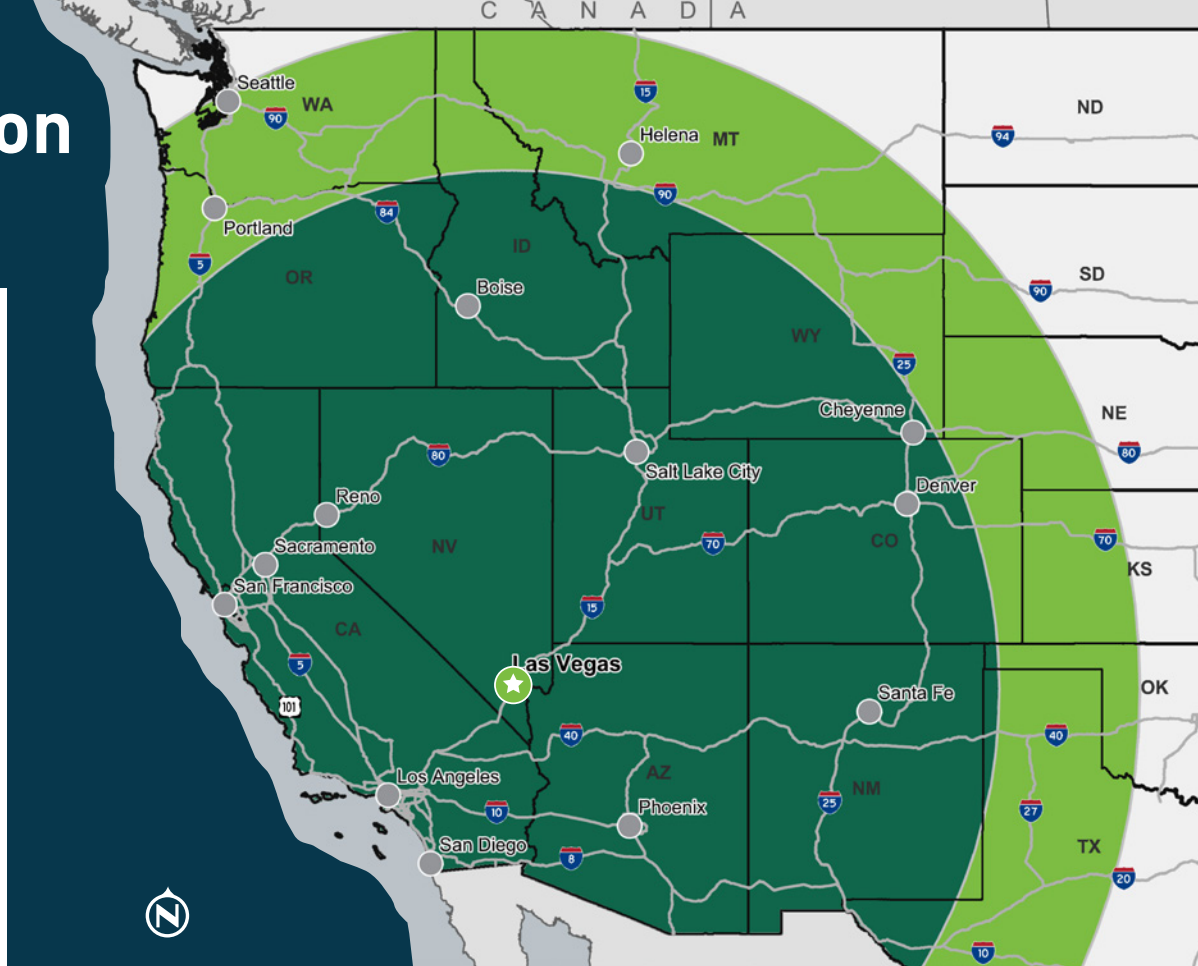 CANADA
on
Seattle
WA
90
15
Helena
MT
ND
94
90
Portland
84
5
OR
ID
Boise
SD
90
WY
25
Cheyenne
NE
80
80
Salt Lake City
Denver
Reno
UT
CO
70
70
KS
Sacramento
NV
San Francisco
15
CA
5
Las Vegas
101
Santa Fe
OK
40
40
Los Angeles
AZ
NM
10
Phoenix
25
27
San Diego
8
TX
20
N
10